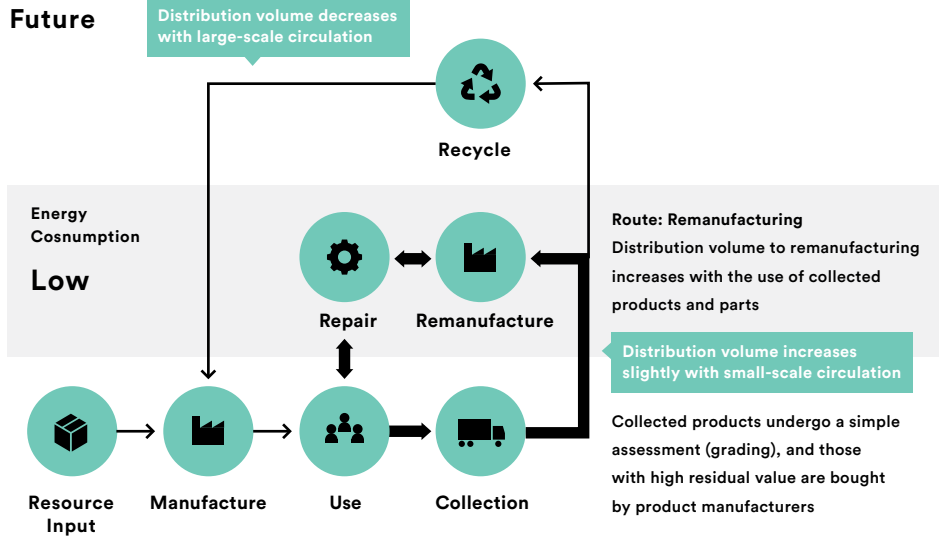 Future
Distribution volume decreases
with large-scale circulation
Recycle
Energy
Cosnumption
Low
Repair
Remanufacture
Route: Remanufacturing
Distribution volume to remanufacturing
increases with the use of collected
products and parts
Distribution volume increases
slightly with small-scale circulation
Collected products undergo a simple
assessment (grading), and those
with high residual value are bought
by product manufacturers
Resource
Input
Manufacture
Use
Collection